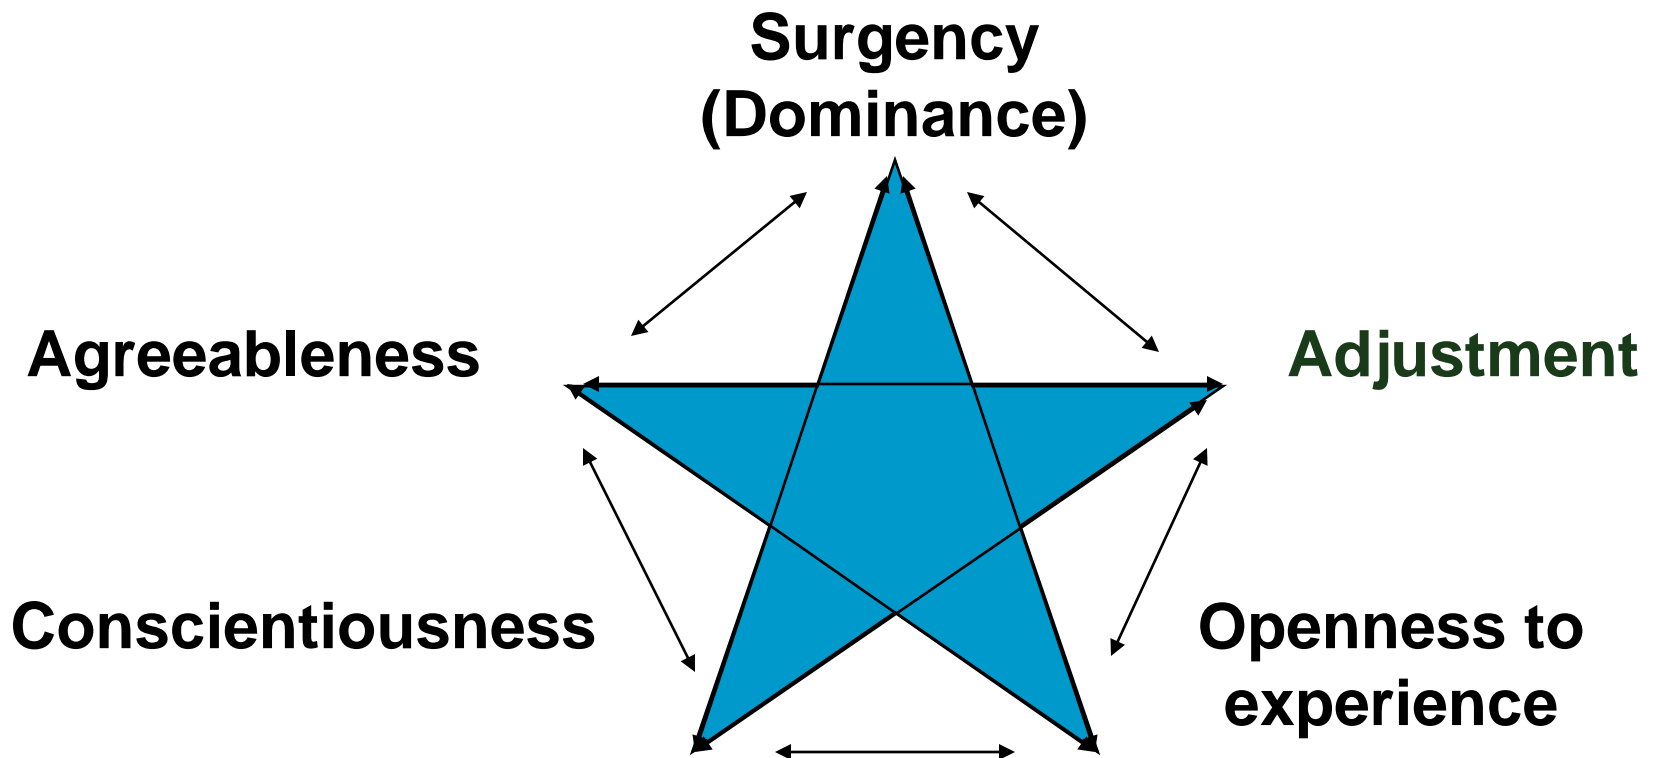 Surgency
(Dominance)
Agreeableness
Adjustment
Conscientiousness
Openness to
experience